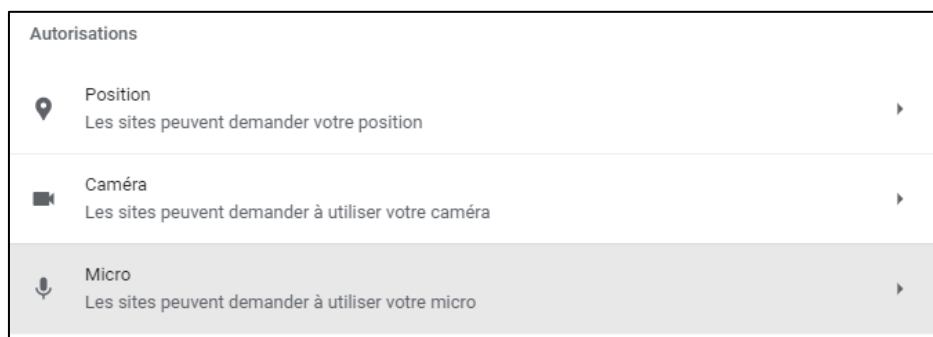 Autorisations
Position
Les sites peuvent demander votre position
Caméra
Les sites peuvent demander à utiliser votre caméra
Micro
Les sites peuvent demander à utiliser votre micro